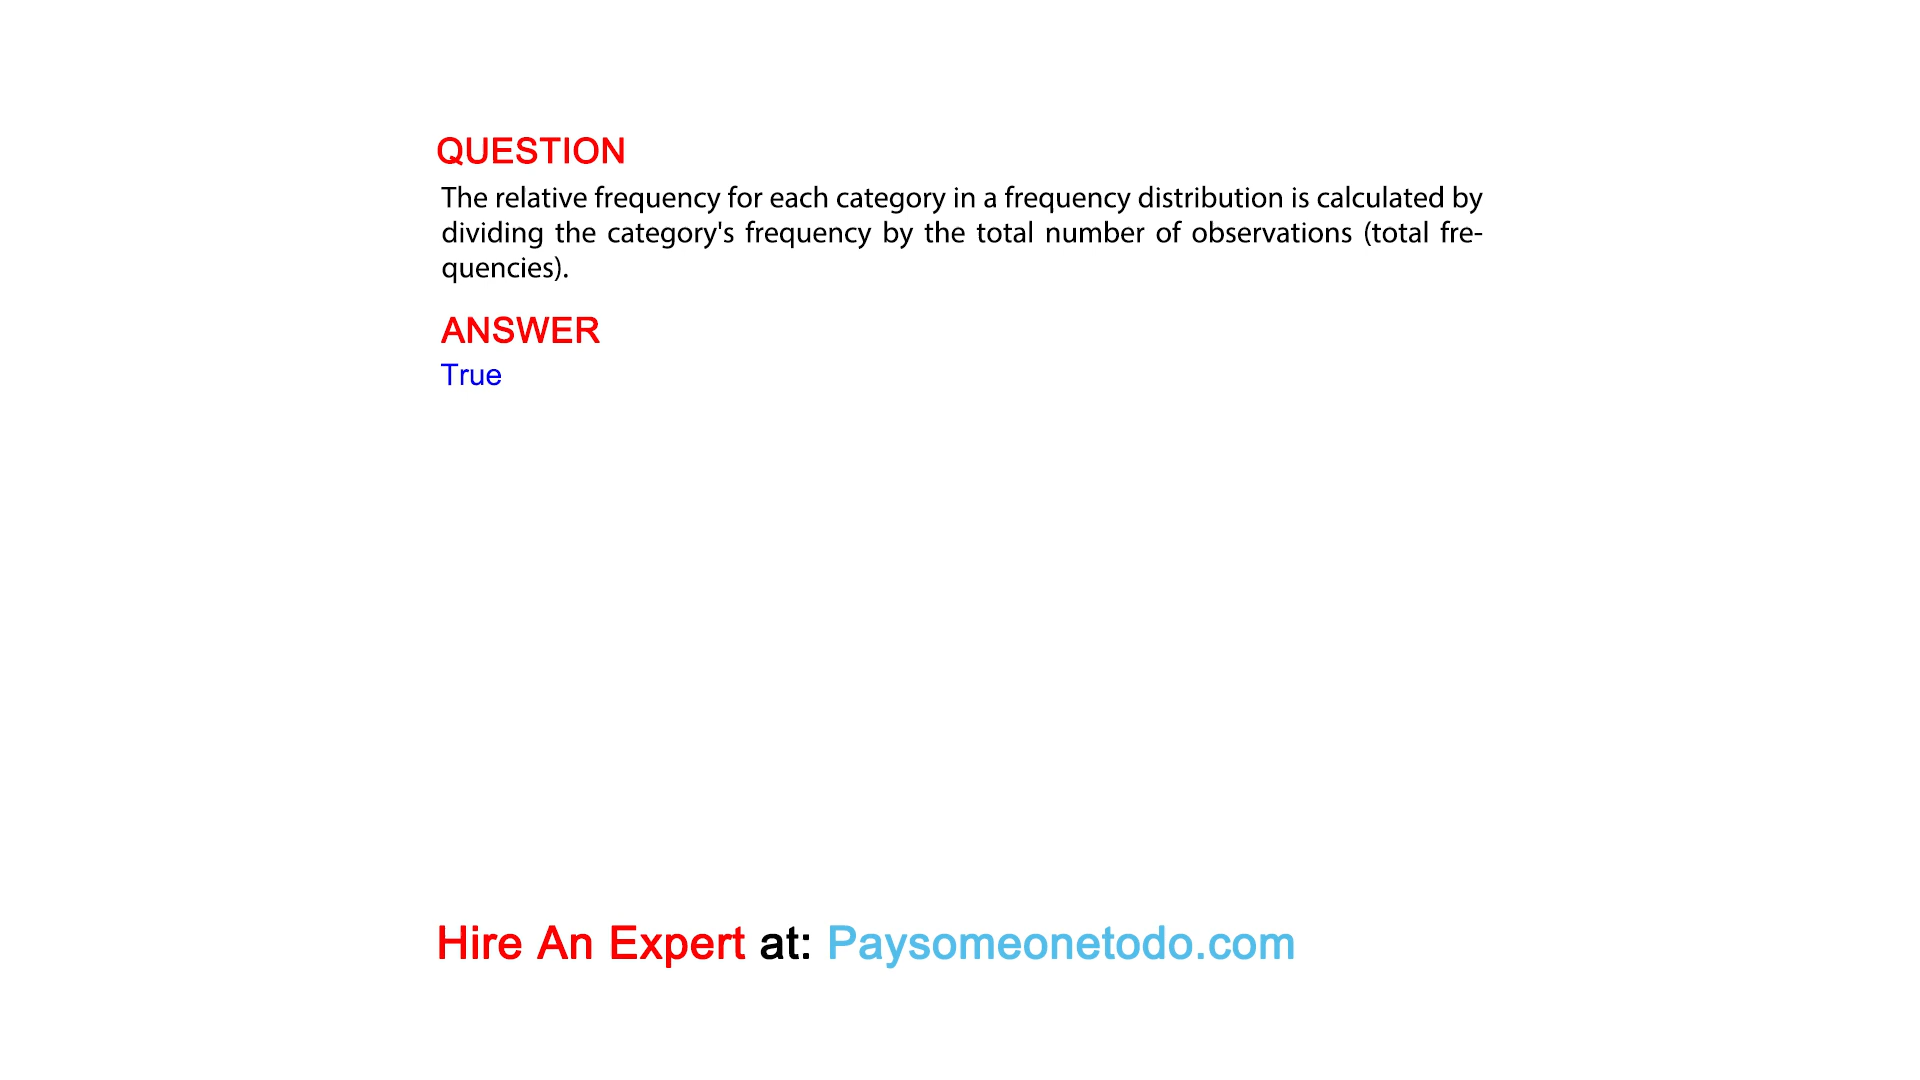 QUESTION
The relative frequency for each category in a frequency distribution is calculated by
dividing the category's frequency by the total number of observations (total fre-
quencies).
ANSWER
True
Hire An Expert at: Paysomeonetodo.com